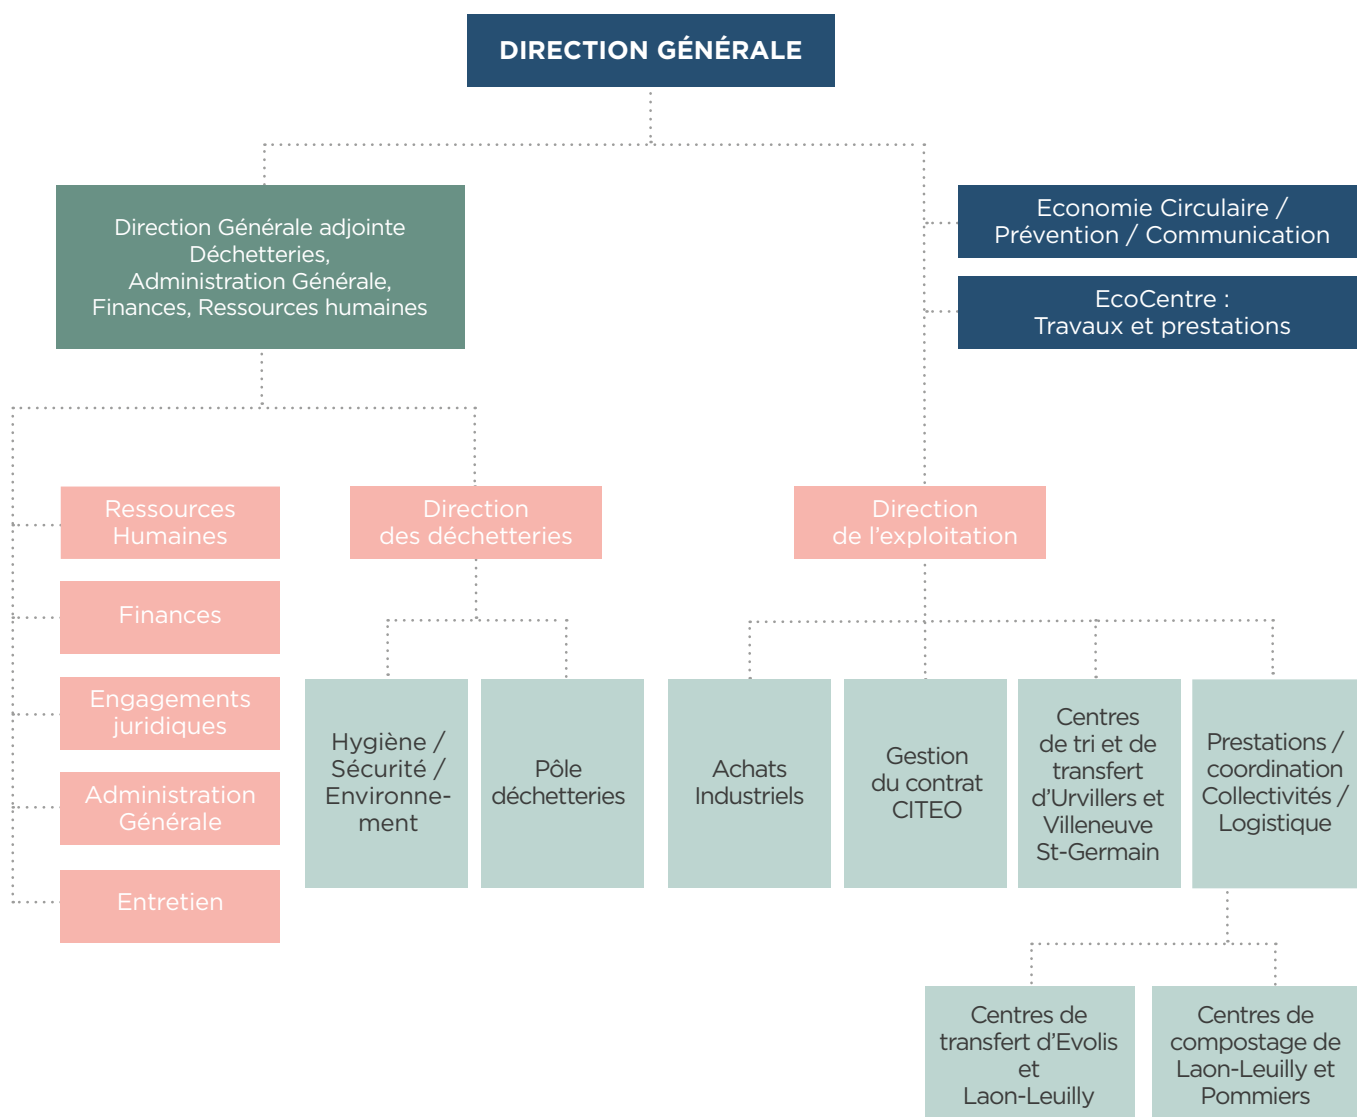 DIRECTION GÉNÉRALE
Direction Générale adjointe
Déchetteries,
Administration Générale,
Finances, Ressources humaines
Economie Circulaire /
Prévention / Communication
EcoCentre :
Travaux et prestations
Ressources
Humaines
Finances
Engagements
juridiques
Administration
Générale
Entretien
Direction
des déchetteries
Hygiène /
Sécurité /
Environne-
ment
Pôle
déchetteries
Direction
de l’exploitation
Achats
Industriels
Gestion
du contrat
CITEO
Centres
de tri et de
transfert
d’Urvillers et
Villeneuve
St-Germain
Prestations /
coordination
Collectivités /
Logistique
Centres de
transfert d’Evolis
et
Laon-Leuilly
Centres de
compostage de
Laon-Leuilly et
Pommiers